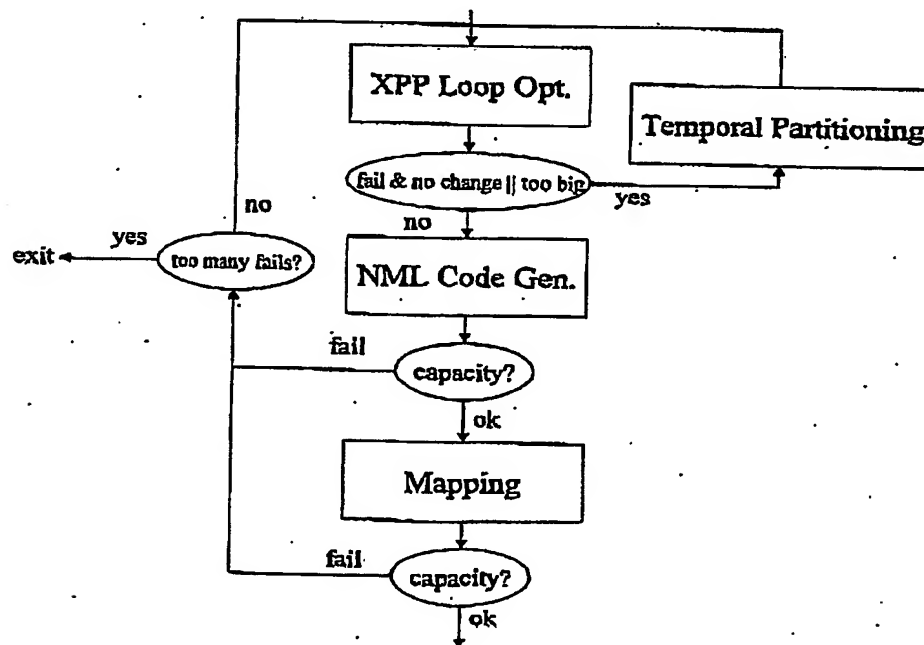 XPP Loop Opt.
Temporal Partitioning
fail & no change || too big
yes
no
no
yes
exit
too many fails?
NML Code Gen.
fail
capacity?
ok
Mapping
fail
capacity?
ok